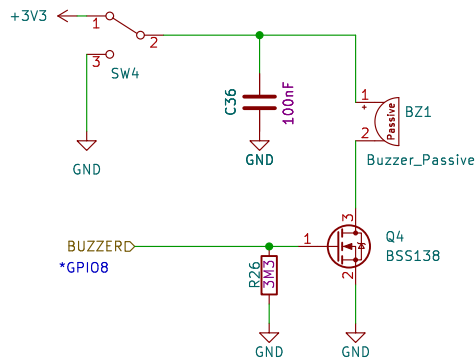 +3V3
1
2
3
SW4
GND
C36
100nF
GND
1
+
Passive
BZ1
2
Buzzer_Passive
3
Q4
BUZZER
1
BSS138
*GPIO8
R26
3M3
2
GND
GND